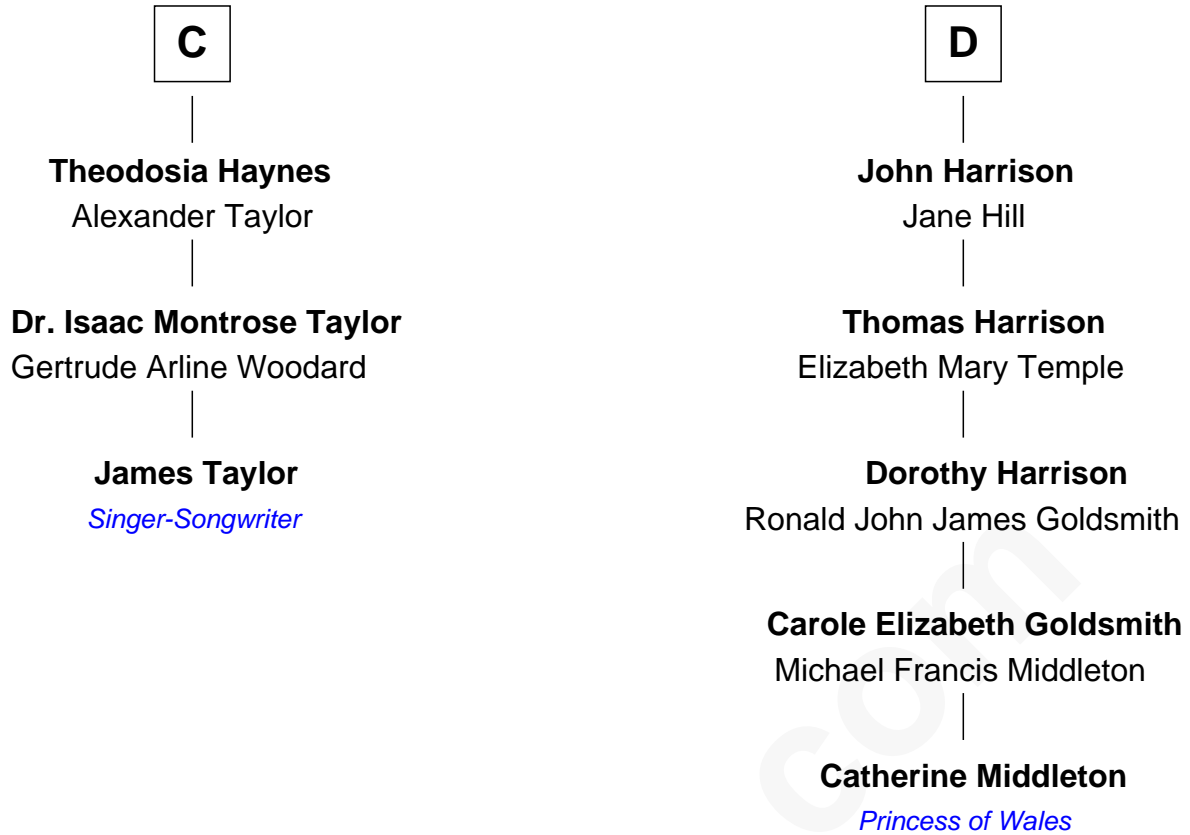 C
Theodosia Haynes
Alexander Taylor
Dr. Isaac Montrose Taylor
Gertrude Arline Woodard
James Taylor
Singer-Songwriter
D
John Harrison
Jane Hill
Thomas Harrison
Elizabeth Mary Temple
Dorothy Harrison
Ronald John James Goldsmith
Carole Elizabeth Goldsmith
Michael Francis Middleton
Catherine Middleton
Princess of Wales
com